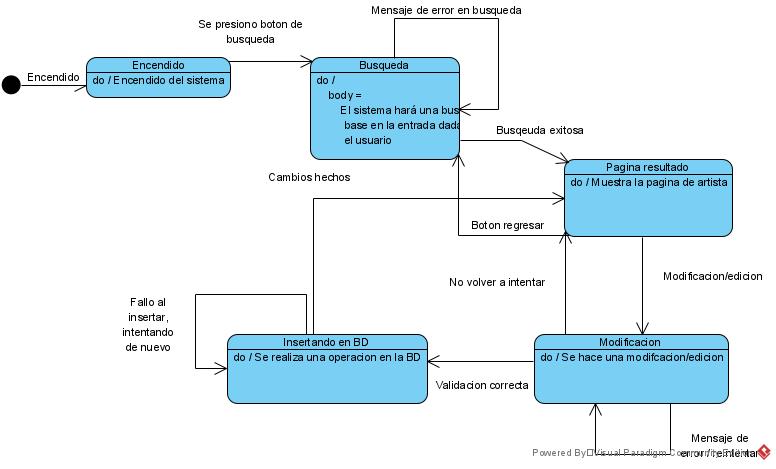 Mensaje de error en busqueda
Se presiono boton de
busqueda
Encendido
Encendido
do / Encendido del sistema
Busqueda
do /
body =
El sistema hará una bus
base en la entrada dada
el usuario
Busqeuda exitosa
Pagina resultado
do / Muestra la pagina de artista
Cambios hechos
Boton regresar
Modificacion/edicion
No volver a intentar
Fallo al
insertar,
intentando
de nuevo
Insertando en BD
do / Se realiza una operacion en la BD
Modificacion
do / Se hace una modifcacion/edicion
Validacion correcta
Mensaje de
error / reintentar
Powered By Visual Paradigm Community